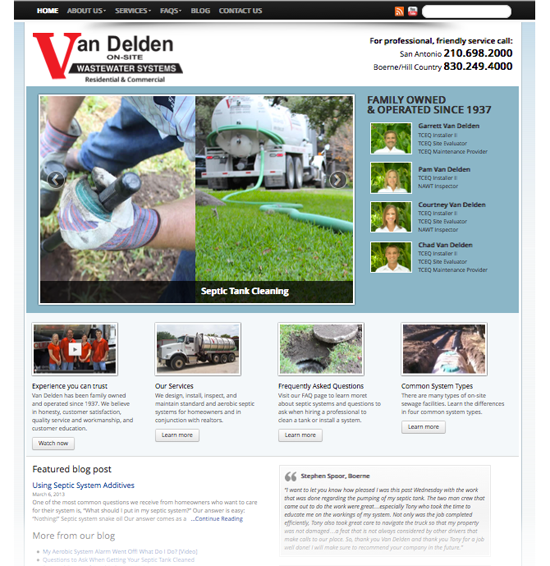 HOME ABOUT US SERVICES FAQS BLOG CONTACT US
Van Delden
ON-SITE
WASTEWATER SYSTEMS
Residential & Commercial
For professional, friendly service call:
San Antonio 210.698.2000
Boerne/Hill Country 830.249.4000
FAMILY OWNED
& OPERATED SINCE 1937
Garrett Van Delden
TCEQ Installer II
TCEQ Site Evaluator
TCEQ Maintenance Provider
Pam Van Delden
TCEQ Installer II
NAWT Inspector
Courtney Van Delden
TCEQ Installer II
TCEQ Site Evaluator
NAWT Inspector
Chad Van Delden
TCEQ Installer II
TCEQ Site Evaluator
TCEQ Maintenance Provider
Septic Tank Cleaning
Experience you can trust
Van Delden has been family owned
and operated since 1937. We believe
in honesty, customer satisfaction,
quality service and workmanship, and
customer education.
Watch now
Our Services
We design, install, inspect, and
maintain standard and aerobic septic
systems for homeowners and in
conjunction with realtors.
Learn more
Frequently Asked Questions
Visit our FAQ page to learn moret
about septic systems and questions to
ask when hiring a professional to
clean a tank or install a system.
Learn more
Common System Types
There are many types of on-site
sewage facilities. Learn the differences
in four common system types.
Learn more
Featured blog post
Using Septic System Additives
March 6, 2013
One of the most common questions we receive from homeowners who want to care
for their system is, "What should I put in my septic system?" Our answer is easy:
"Nothing!" Septic system snake oil Our answer comes as a ...Continue Reading
More from our blog
My Aerobic System Alarm Went Off! What Do I Do? [Video]
Questions to Ask When Getting Your Septic Tank Cleaned
Stephen Spoor, Boerne
"I want to let you know how pleased I was this past Wednesday with the work
that was done regarding the pumping of my septic tank. The two man crew that
came out to do the work were great...especially Tony who took the time to
educate me on the workings of my system. Not only was the job completed
efficiently, Tony also took great care to navigate the truck so that my property
was not damaged ...a feat that is not always considered by other drivers that
make calls to our place. So, thank you Van Delden and thank you Tony for a job
well done! I will make sure to recommend your company in the future."